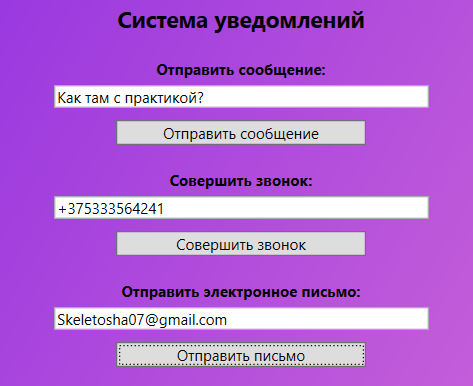 Система уведомлений
Отправить сообщение:
Как там с практикой?
Отправить сообщение
Совершить звонок:
+375333564241
Совершить звонок
Отправить электронное письмо:
Skeletosha07@gmail.com
Отправить письмо